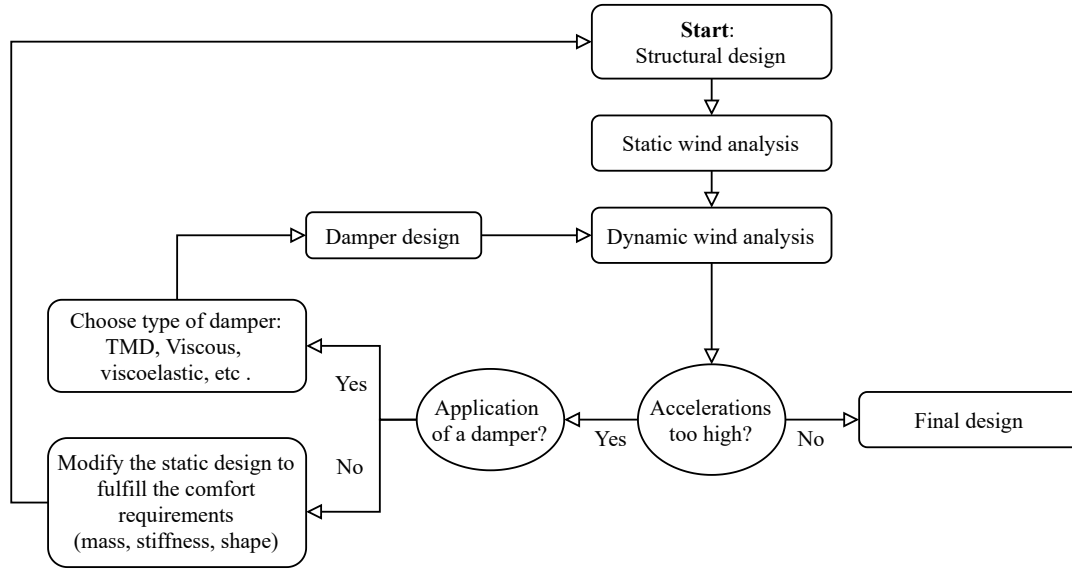 Start:
Structural design
Static wind analysis
Damper design
Dynamic wind analysis
Choose type of damper:
TMD, Viscous,
viscoelastic, etc .
Yes
Application
of a damper?
Yes
Accelerations
too high?
No
Final design
No
Modify the static design to
fulfill the comfort
requirements
(mass, stiffness, shape)